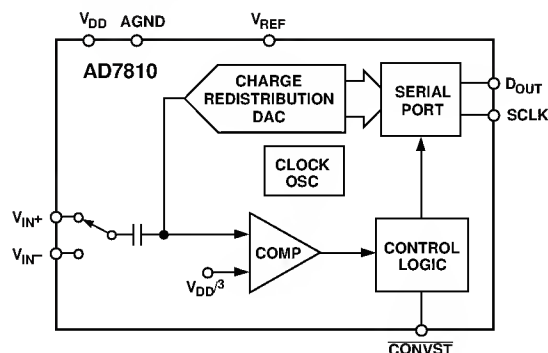 VDD AGND VREF
AD7810
CHARGE
REDISTRIBUTION
DAC
SERIAL
PORT
DOUT
SCLK
CLOCK
OSC
VIN+
VIN–
COMP
VDD/3
CONTROL
LOGIC
CONVST